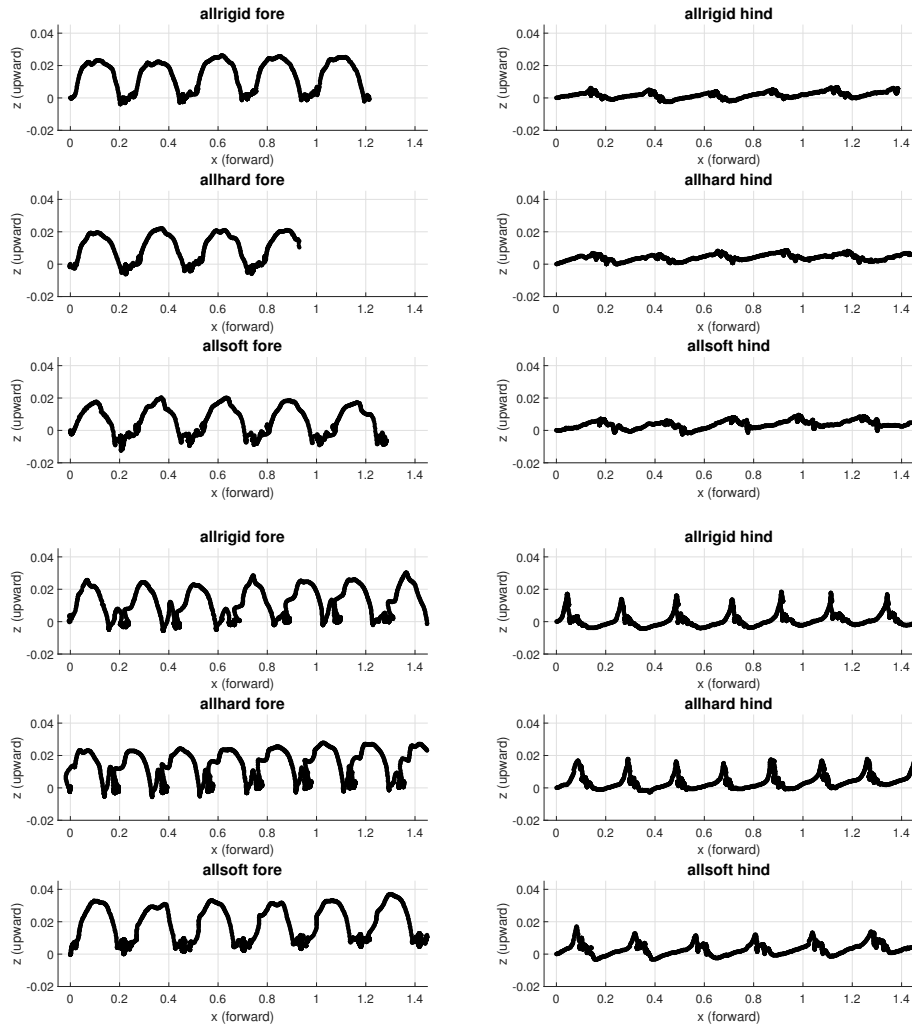 allrigid fore
allrigid hind
z (upward)
0.04
0.02
0
-0.02
0 0.2 0.4 0.6 0.8 1 1.2 1.4
x (forward)
z (upward)
0.04
0.02
0
-0.02
0 0.2 0.4 0.6 0.8 1 1.2 1.4
x (forward)
allhard fore
allhard hind
z (upward)
0.04
0.02
0
-0.02
0 0.2 0.4 0.6 0.8 1 1.2 1.4
x (forward)
z (upward)
0.04
0.02
0
-0.02
0 0.2 0.4 0.6 0.8 1 1.2 1.4
x (forward)
allsoft fore
allsoft hind
z (upward)
0.04
0.02
0
-0.02
0 0.2 0.4 0.6 0.8 1 1.2 1.4
x (forward)
z (upward)
0.04
0.02
0
-0.02
0 0.2 0.4 0.6 0.8 1 1.2 1.4
x (forward)
allrigid fore
allrigid hind
z (upward)
0.04
0.02
0
-0.02
0 0.2 0.4 0.6 0.8 1 1.2 1.4
x (forward)
z (upward)
0.04
0.02
0
-0.02
0 0.2 0.4 0.6 0.8 1 1.2 1.4
x (forward)
allhard fore
allhard hind
z (upward)
0.04
0.02
0
-0.02
0 0.2 0.4 0.6 0.8 1 1.2 1.4
x (forward)
z (upward)
0.04
0.02
0
-0.02
0 0.2 0.4 0.6 0.8 1 1.2 1.4
x (forward)
allsoft fore
allsoft hind
z (upward)
0.04
0.02
0
-0.02
0 0.2 0.4 0.6 0.8 1 1.2 1.4
x (forward)
z (upward)
0.04
0.02
0
-0.02
0 0.2 0.4 0.6 0.8 1 1.2 1.4
x (forward)